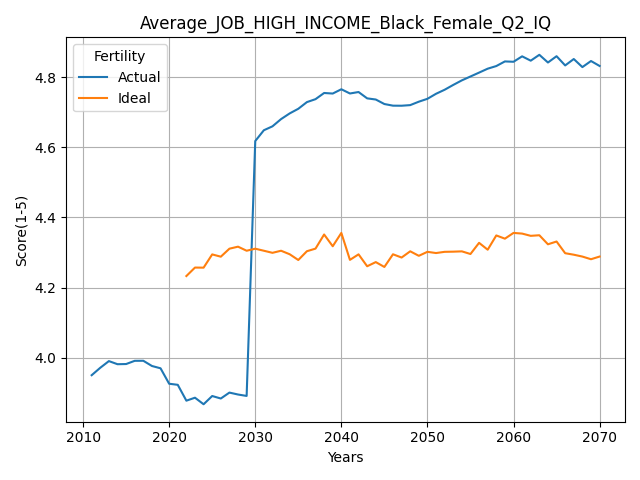 Average_JOB_HIGH_INCOME_Black_Female_Q2_IQ
Fertility
Actual
Ideal
Score(1-5)
4.8
4.6
4.4
4.2
4.0
2010 2020 2030 2040 2050 2060 2070
Years